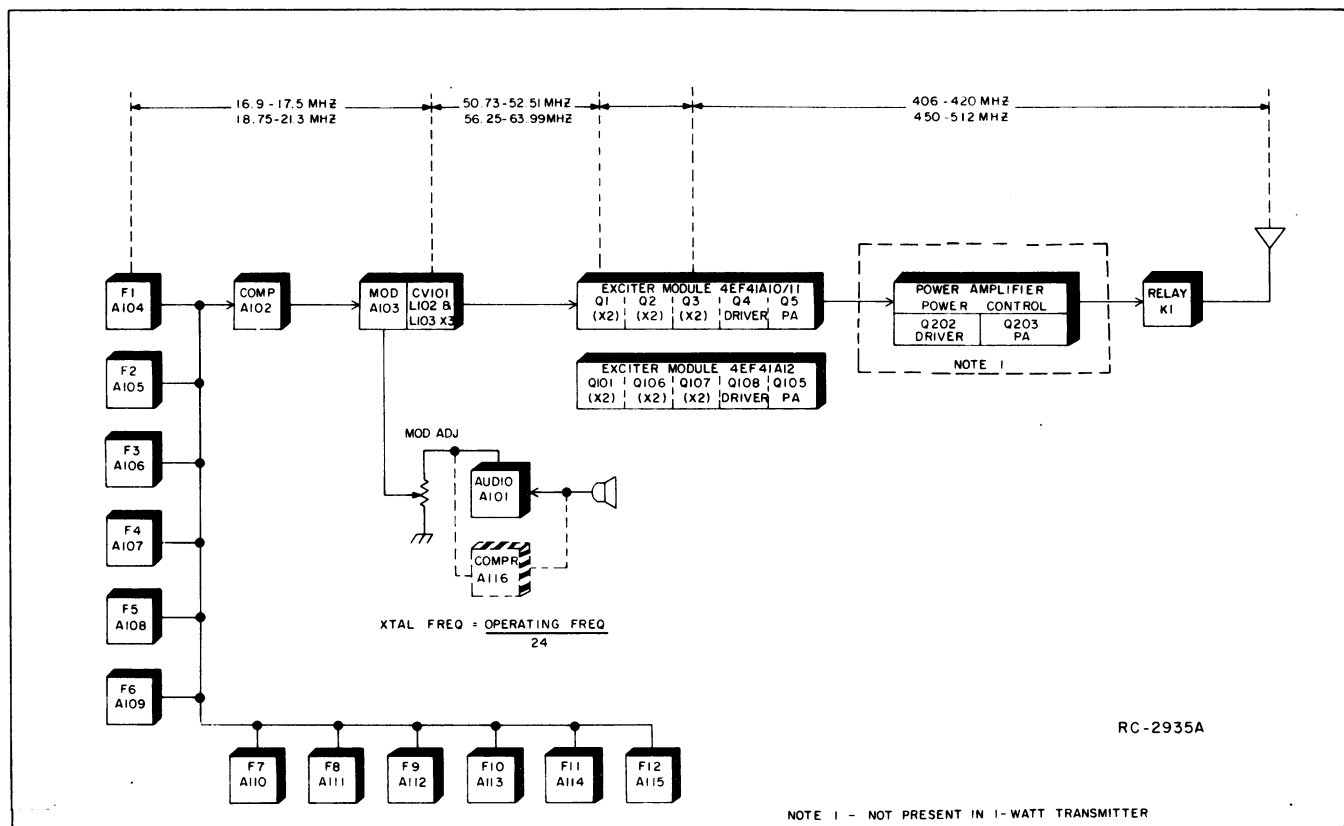 16.9-17.5 MHZ
18.75-21.3 MHZ
50.73-52.51 MHZ
56.25-63.99MHZ
406-420 MHZ
450-512 MHZ
F1
A104
COMP
A102
MOD
A103
CV101
L102 &
L103 X3
EXCITER MODULE 4EF41A10/11
Q1 Q2 Q3 Q4 Q5
(X2) (X2) (X2) DRIVER PA
POWER AMPLIFIER
POWER CONTROL
Q202 Q203
DRIVER PA
NOTE 1
RELAY
K1
F2
A105
EXCITER MODULE 4EF41A12
Q101 Q106 Q107 Q108 Q105
(X2) (X2) (X2) DRIVER PA
F3
A106
MOD ADJ
AUDIO
A101
F4
A107
COMPR
A116
F5
A108
XTAL FREQ = OPERATING FREQ
24
F6
A109
RC-2935A
F7
A110
F8
A111
F9
A112
F10
A113
F11
A114
F12
A115
NOTE 1 - NOT PRESENT IN 1-WATT TRANSMITTER